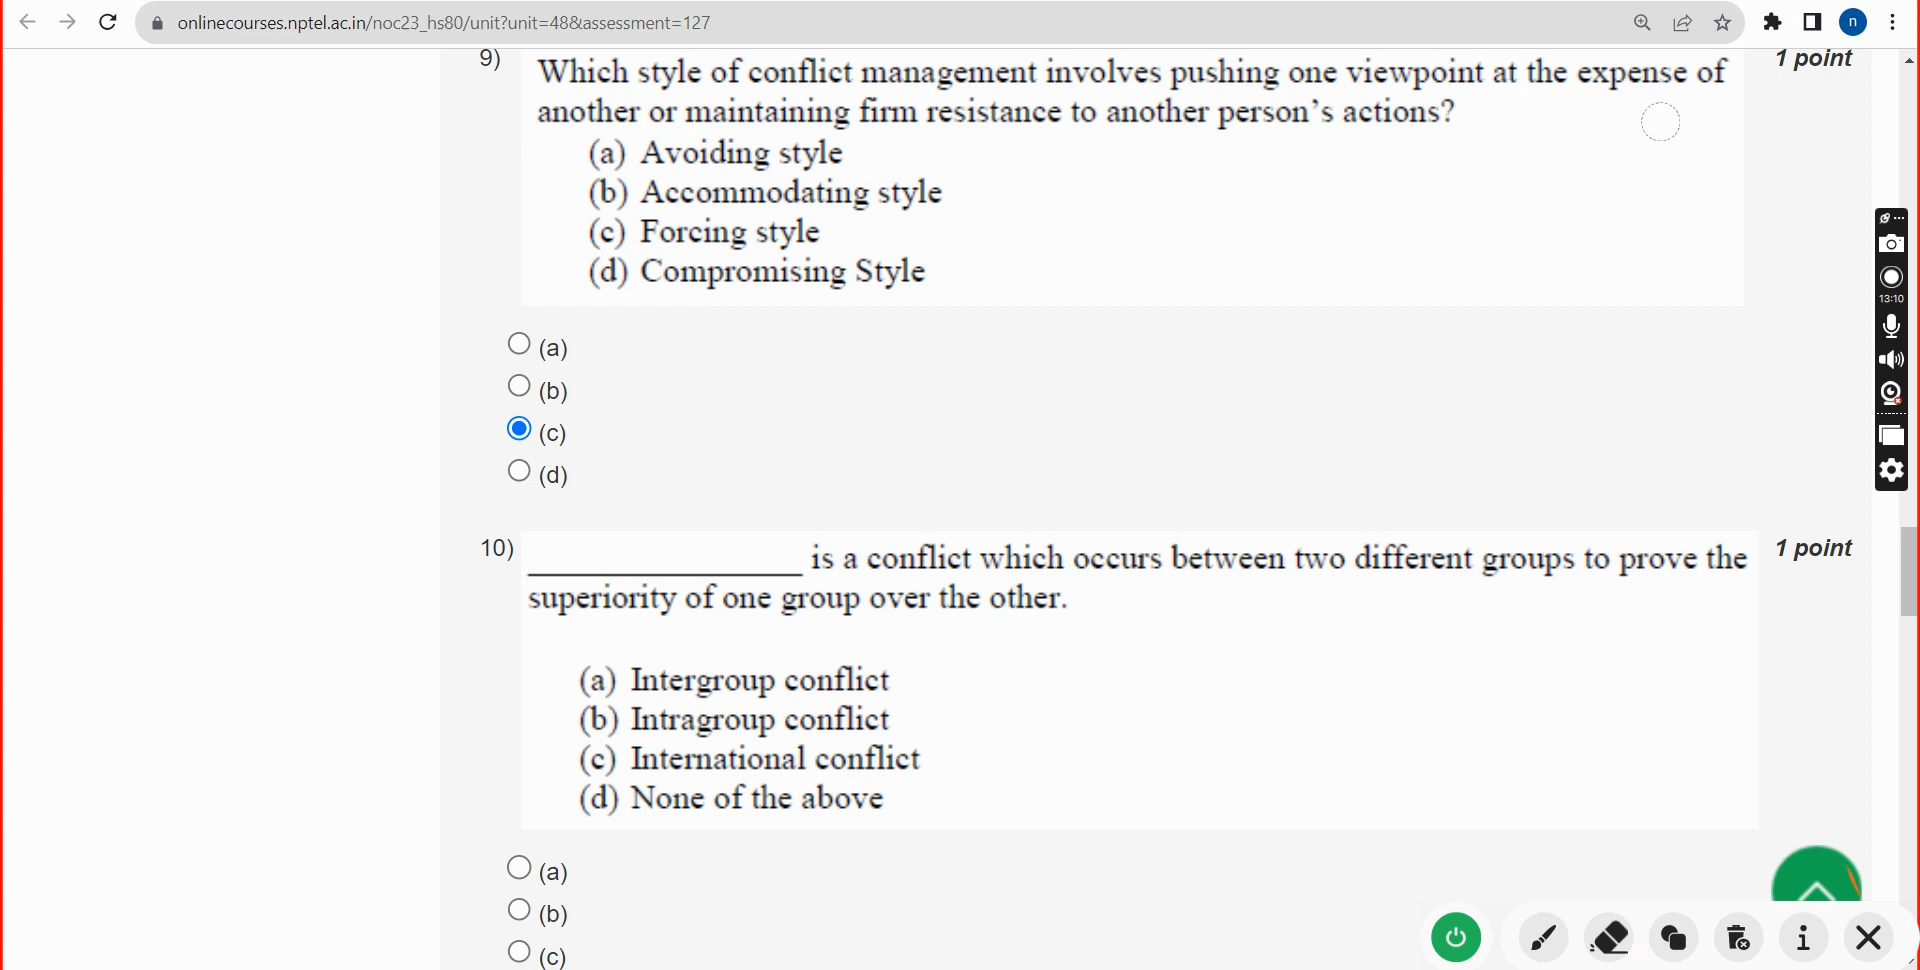 onlinecourses.nptel.ac.in/noc23_hs80/unit?unit=48&assessment=127
n
9)
1 point
Which style of conflict management involves pushing one viewpoint at the expense of
another or maintaining firm resistance to another person's actions?
(a) Avoiding style
(b) Accommodating style
(c) Forcing style
(d) Compromising Style
13:10
(a)
(b)
(c)
(d)
10)
1 point
__________________ is a conflict which occurs between two different groups to prove the
superiority of one group over the other.
(a) Intergroup conflict
(b) Intragroup conflict
(c) International conflict
(d) None of the above
(a)
(b)
(c)